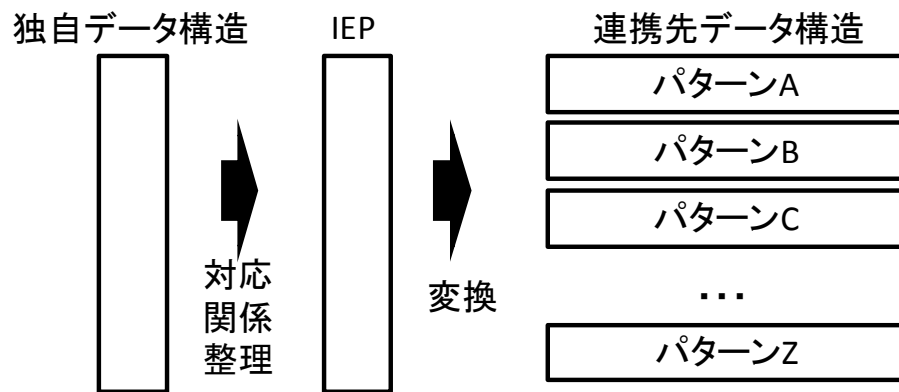 独自データ構造
IEP
連携先データ構造
パターンA
パターンB
パターンC
...
パターンZ
対応
関係
整理
変換